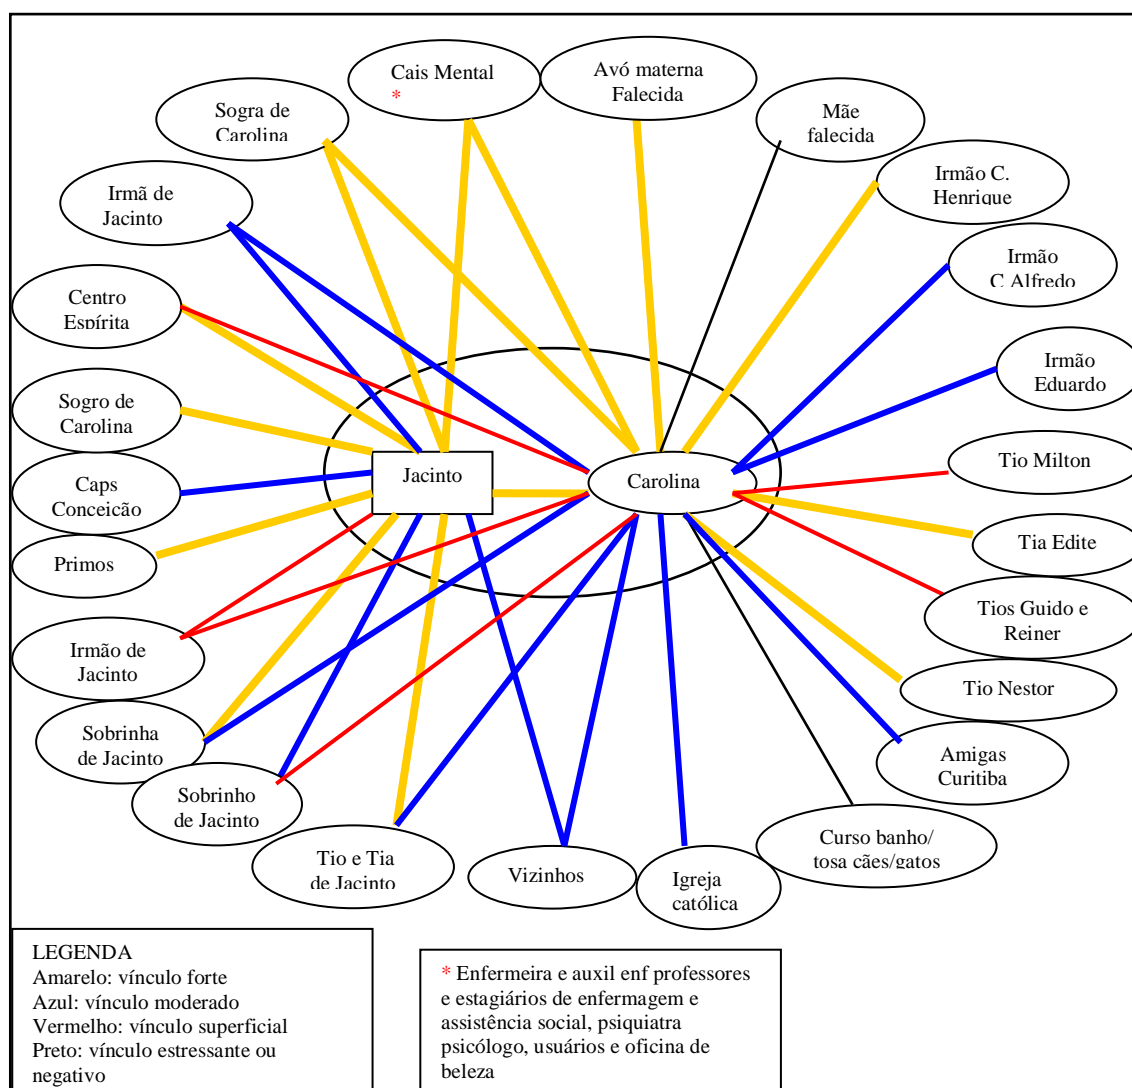 Cais Mental
*
Avó materna
Falecida
Sogra de
Carolina
Mãe
falecida
Irmã de
Jacinto
Irmão C.
Henrique
Irmão
C Alfredo
Centro
Espírita
Irmão
Eduardo
Sogro de
Carolina
Jacinto
Carolina
Tio Milton
Caps
Conceicão
Tia Edite
Primos
Tios Guido e
Reiner
Irmão de
Jacinto
Tio Nestor
Sobrinha
de Jacinto
Amigas
Curitiba
Sobrinho
de Jacinto
Tio e Tia
de Jacinto
Vizinhos
Igreja
católica
Curso banho/
tosa cães/gatos
LEGENDA
Amarelo: vínculo forte
Azul: vínculo moderado
Vermelho: vínculo superficial
Preto: vínculo estressante ou
negativo
* Enfermeira e auxil enf professores
e estagiários de enfermagem e
assistência social, psiquiatra
psicólogo, usuários e oficina de
beleza